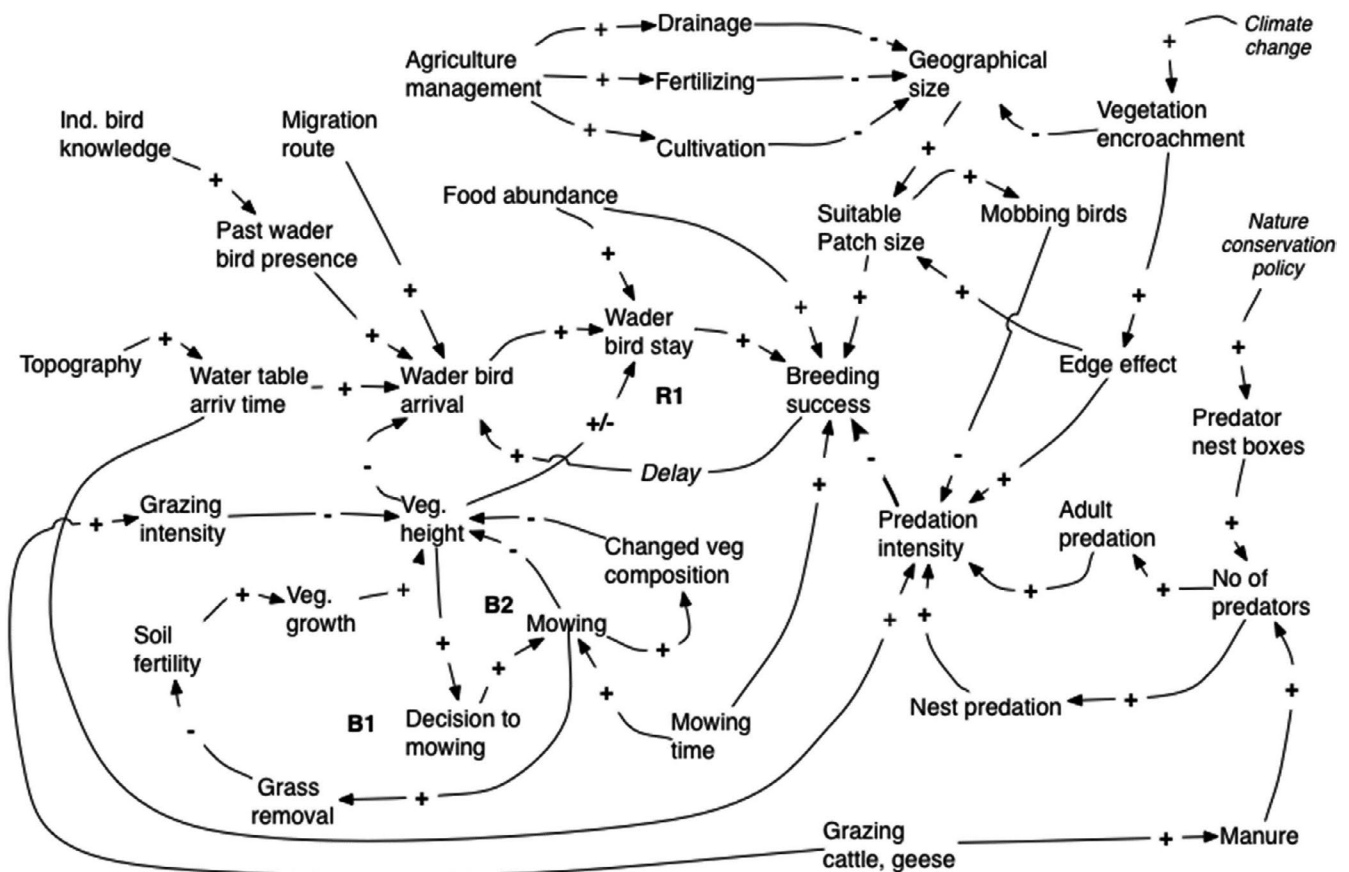 Drainage
Climate
change
Agriculture
management
Geographical
size
Fertilizing
Vegetation
encroachment
Ind. bird
knowledge
Migration
route
Cultivation
Food abundance
Suitable
Patch size
Mobbing birds
Past wader
bird presence
Nature
conservation
policy
Wader
bird stay
Topography
Water table
arriv time
Wader bird
arrival
R1
Breeding
success
Edge effect
Predator
nest boxes
+/-
Delay
Grazing
intensity
Veg.
height
Changed veg
composition
Predation
intensity
Adult
predation
No of
predators
Veg.
growth
B2
Mowing
Soil
fertility
B1
Decision to
mowing
Mowing
time
Nest predation
Grass
removal
Grazing
cattle, geese
Manure